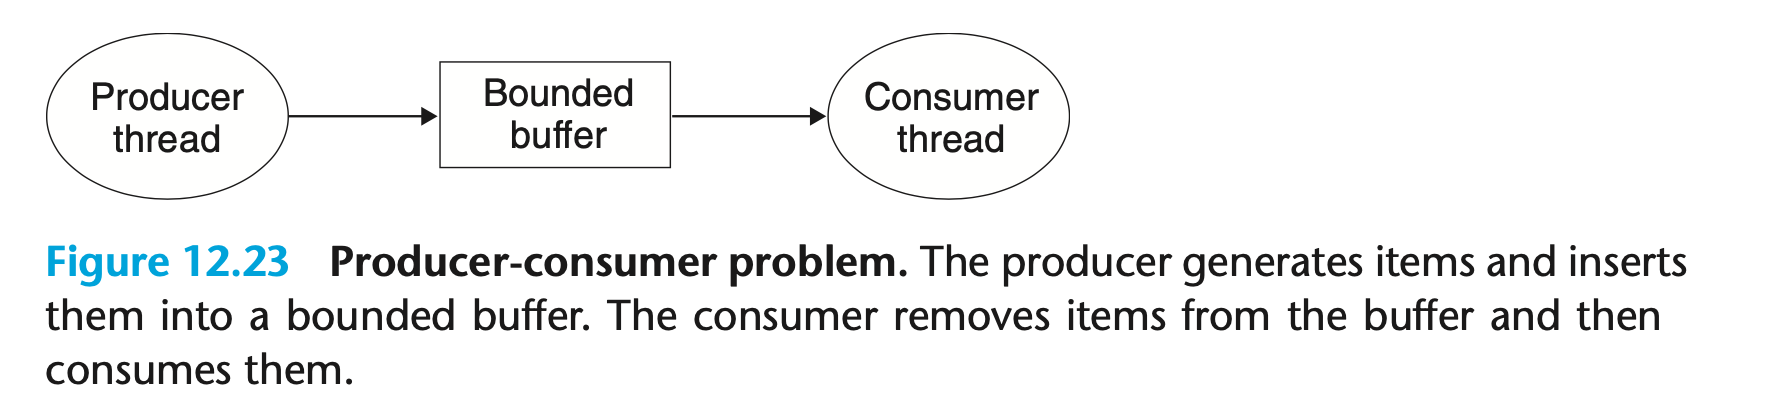 Producer
thread
Bounded
buffer
Consumer
thread
Figure 12.23 Producer-consumer problem. The producer generates items and inserts
them into a bounded buffer. The consumer removes items from the buffer and then
consumes them.